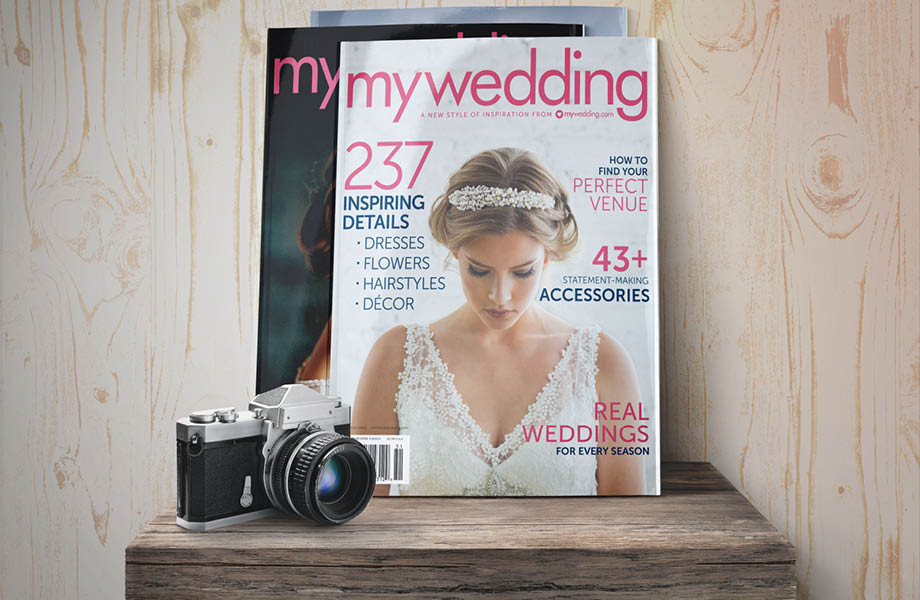 my wedding
mywedding
A NEW STYLE OF INSPIRATION FROM mywedding.com
237
INSPIRING
DETAILS
· DRESSES
· FLOWERS
· HAIRSTYLES
· DÉCOR
HOW TO
FIND YOUR
PERFECT
VENUE
43+
STATEMENT-MAKING
ACCESSORIES
REAL
WEDDINGS
FOR EVERY SEASON